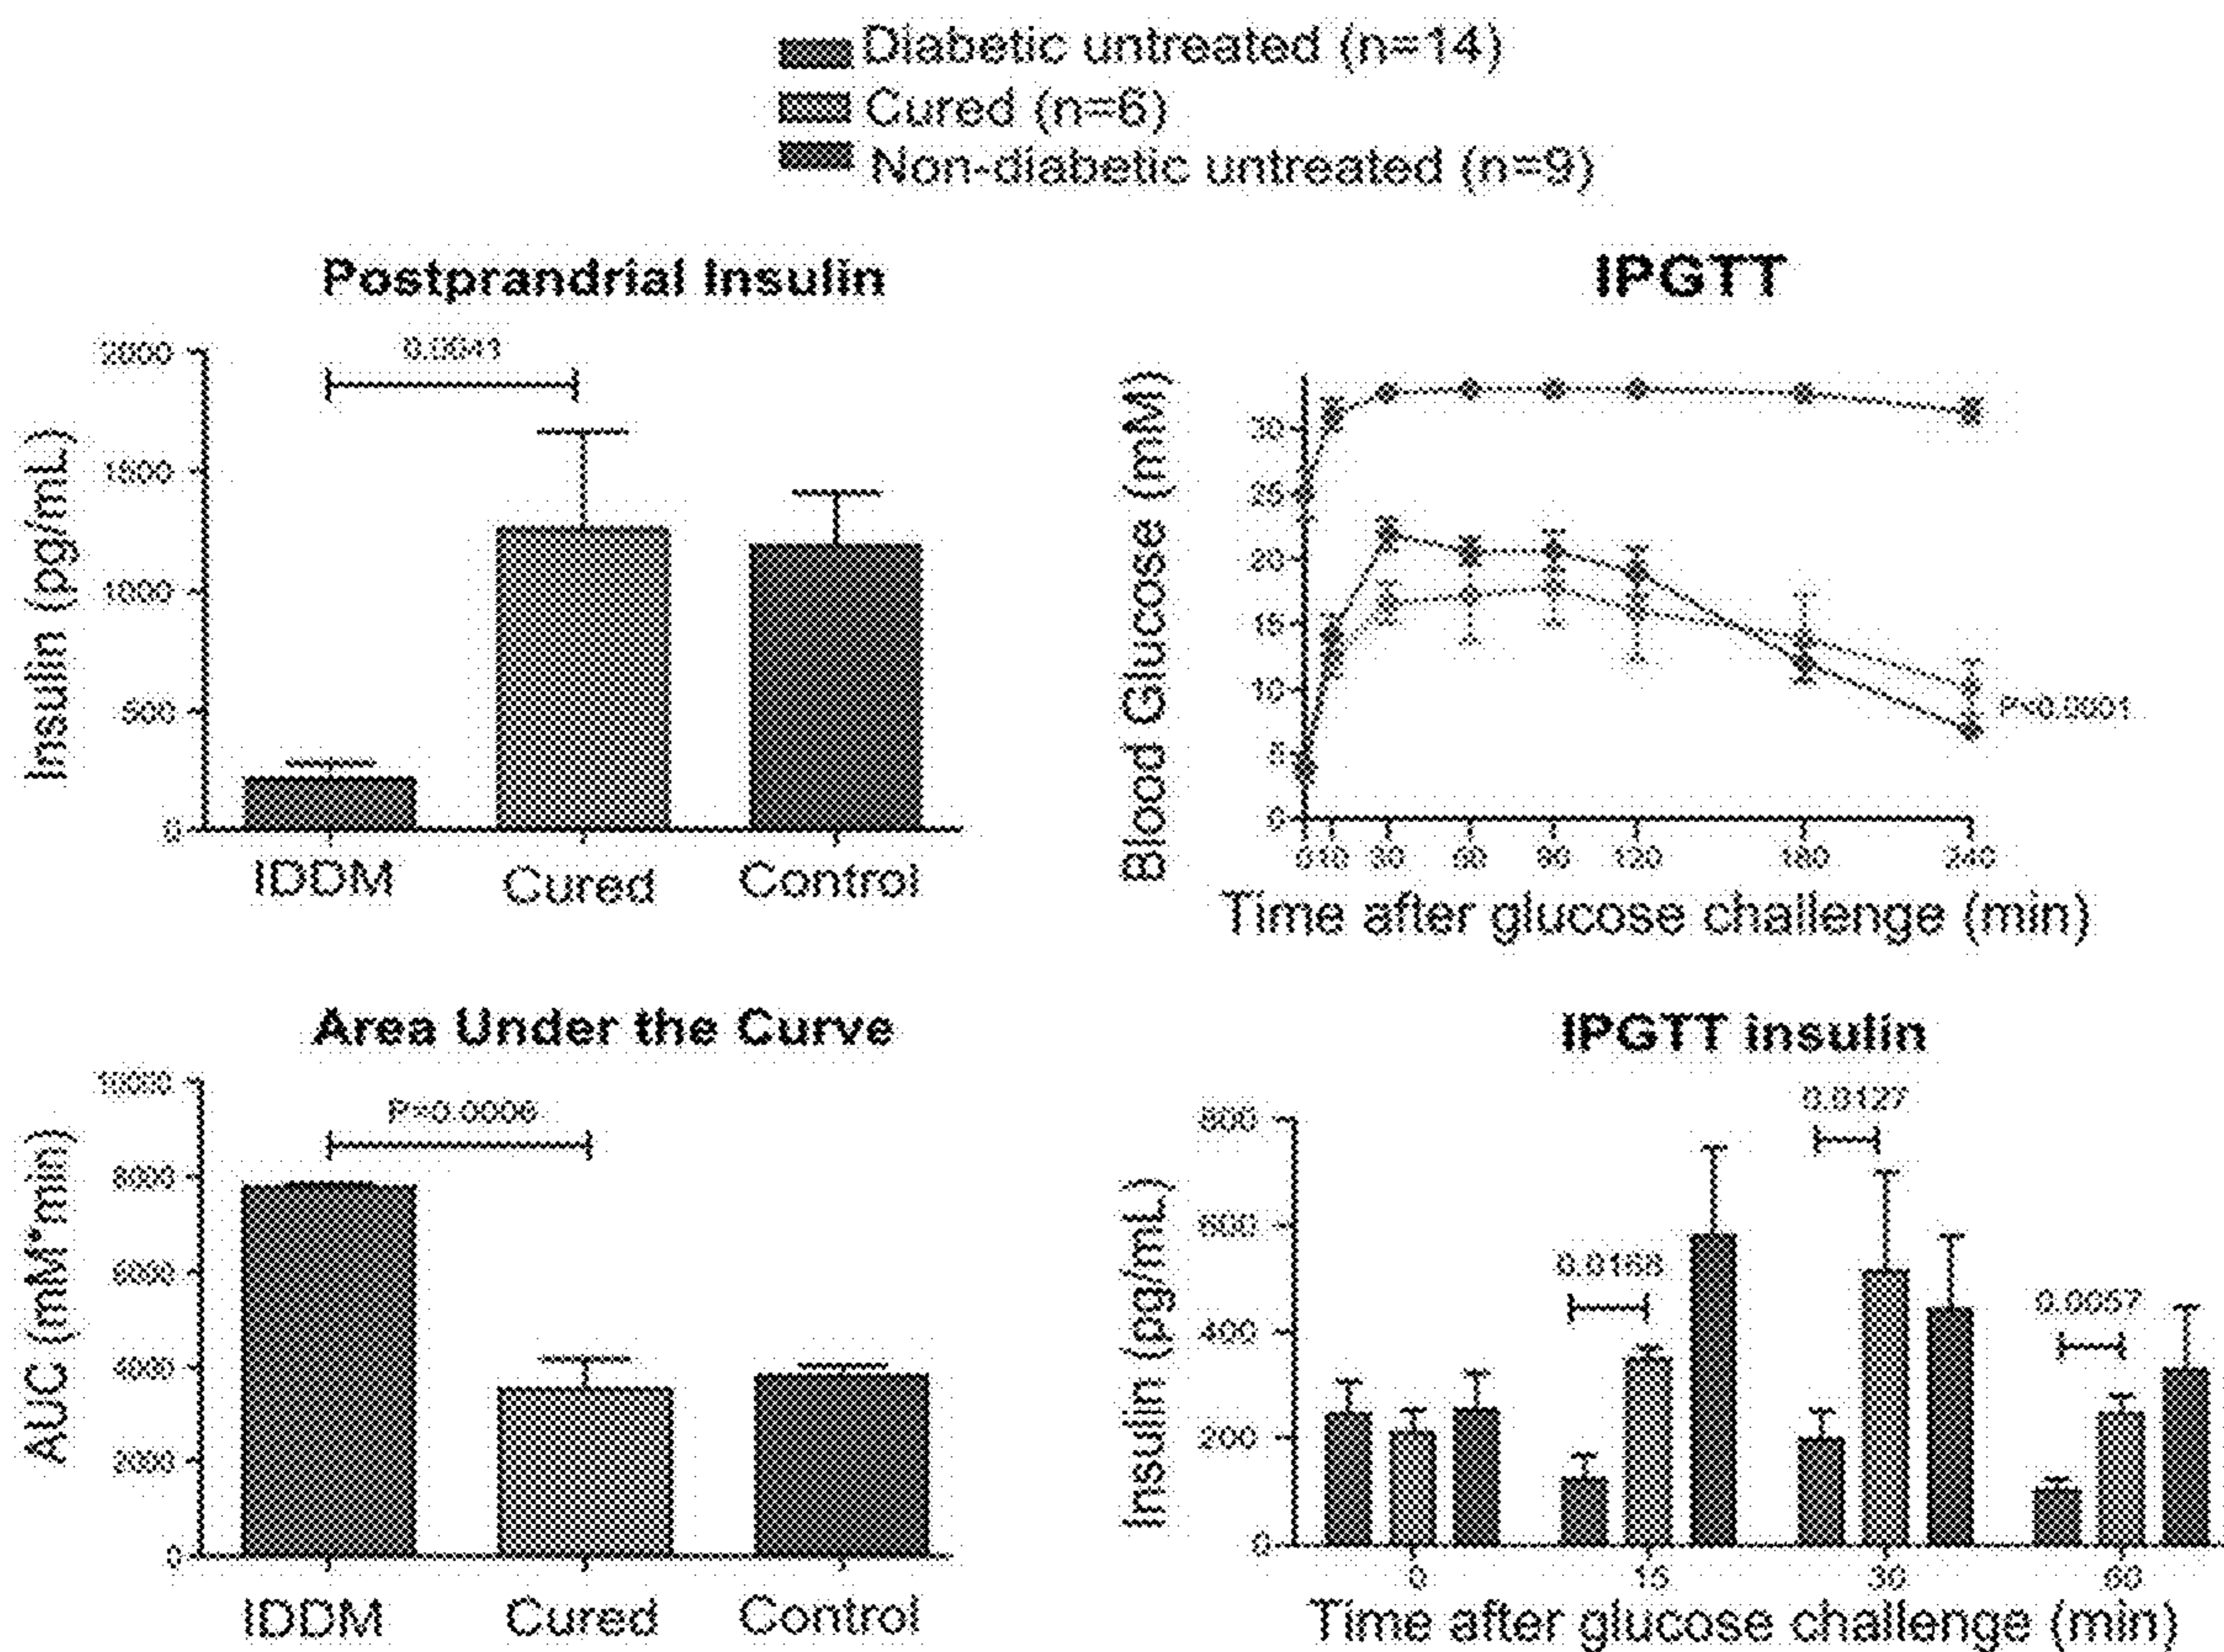 Diabetic untreated (n=14)
Cured (n=6)
Non-diabetic untreated (n=9)
Postprandrial Insulin
0.0041
Insulin (pg/mL)
2000
1500
1000
500
0
IDDM
Cured
Control
IPGTT
Blood Glucose (mM)
30
25
20
15
10
5
0
P<0.0001
0 10 30 60 90 120 180 240
Time after glucose challenge (min)
Area Under the Curve
AUC (mM*min)
10000
8000
6000
4000
2000
0
IDDM
Cured
Control
IPGTT insulin
Insulin (pg/mL)
800
600
400
200
0
0.0127
0.0057
0 15 30 60
Time after glucose challenge (min)